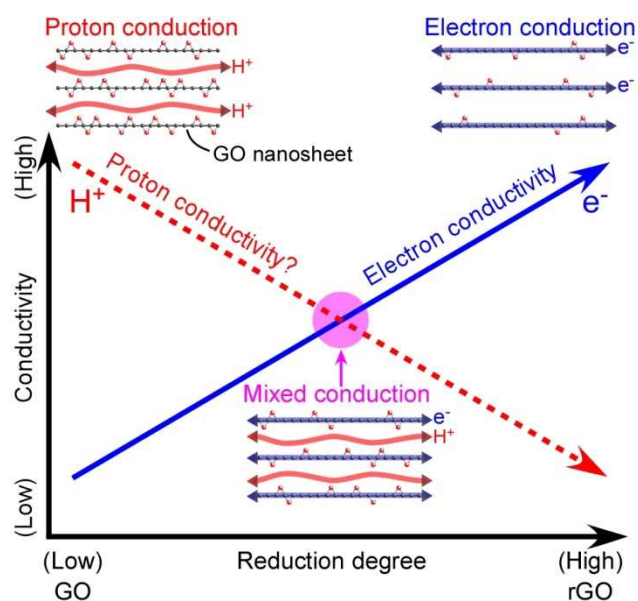 Proton conduction
H⁺
H⁺
GO nanosheet
Electron conduction
e⁻
e⁻
(High)
Conductivity
(Low)
H⁺
Proton conductivity?
Electron conductivity
e⁻
Mixed conduction
e⁻
H⁺
(Low)
GO
Reduction degree
(High)
rGO